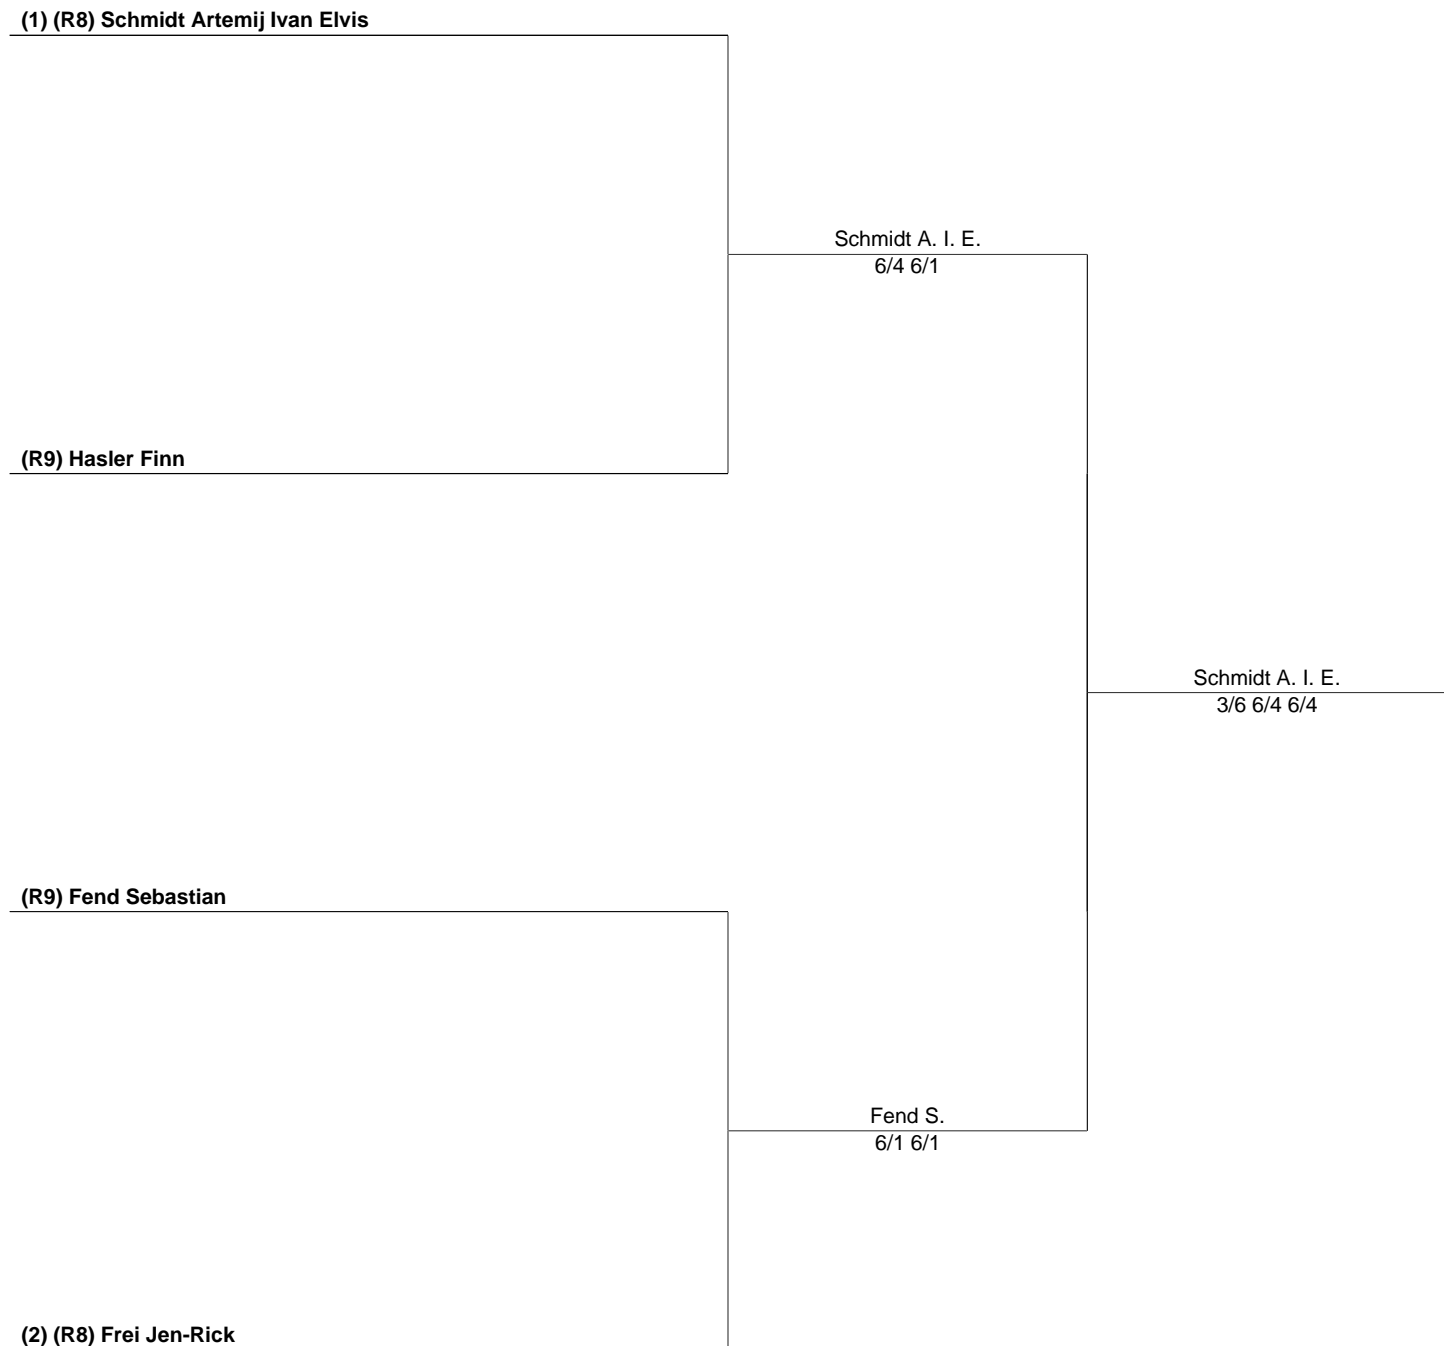 (1) (R8) Schmidt Artemij Ivan Elvis
Schmidt A. I. E.
6/4 6/1
(R9) Hasler Finn
Schmidt A. I. E.
3/6 6/4 6/4
(R9) Fend Sebastian
Fend S.
6/1 6/1
(2) (R8) Frei Jen-Rick